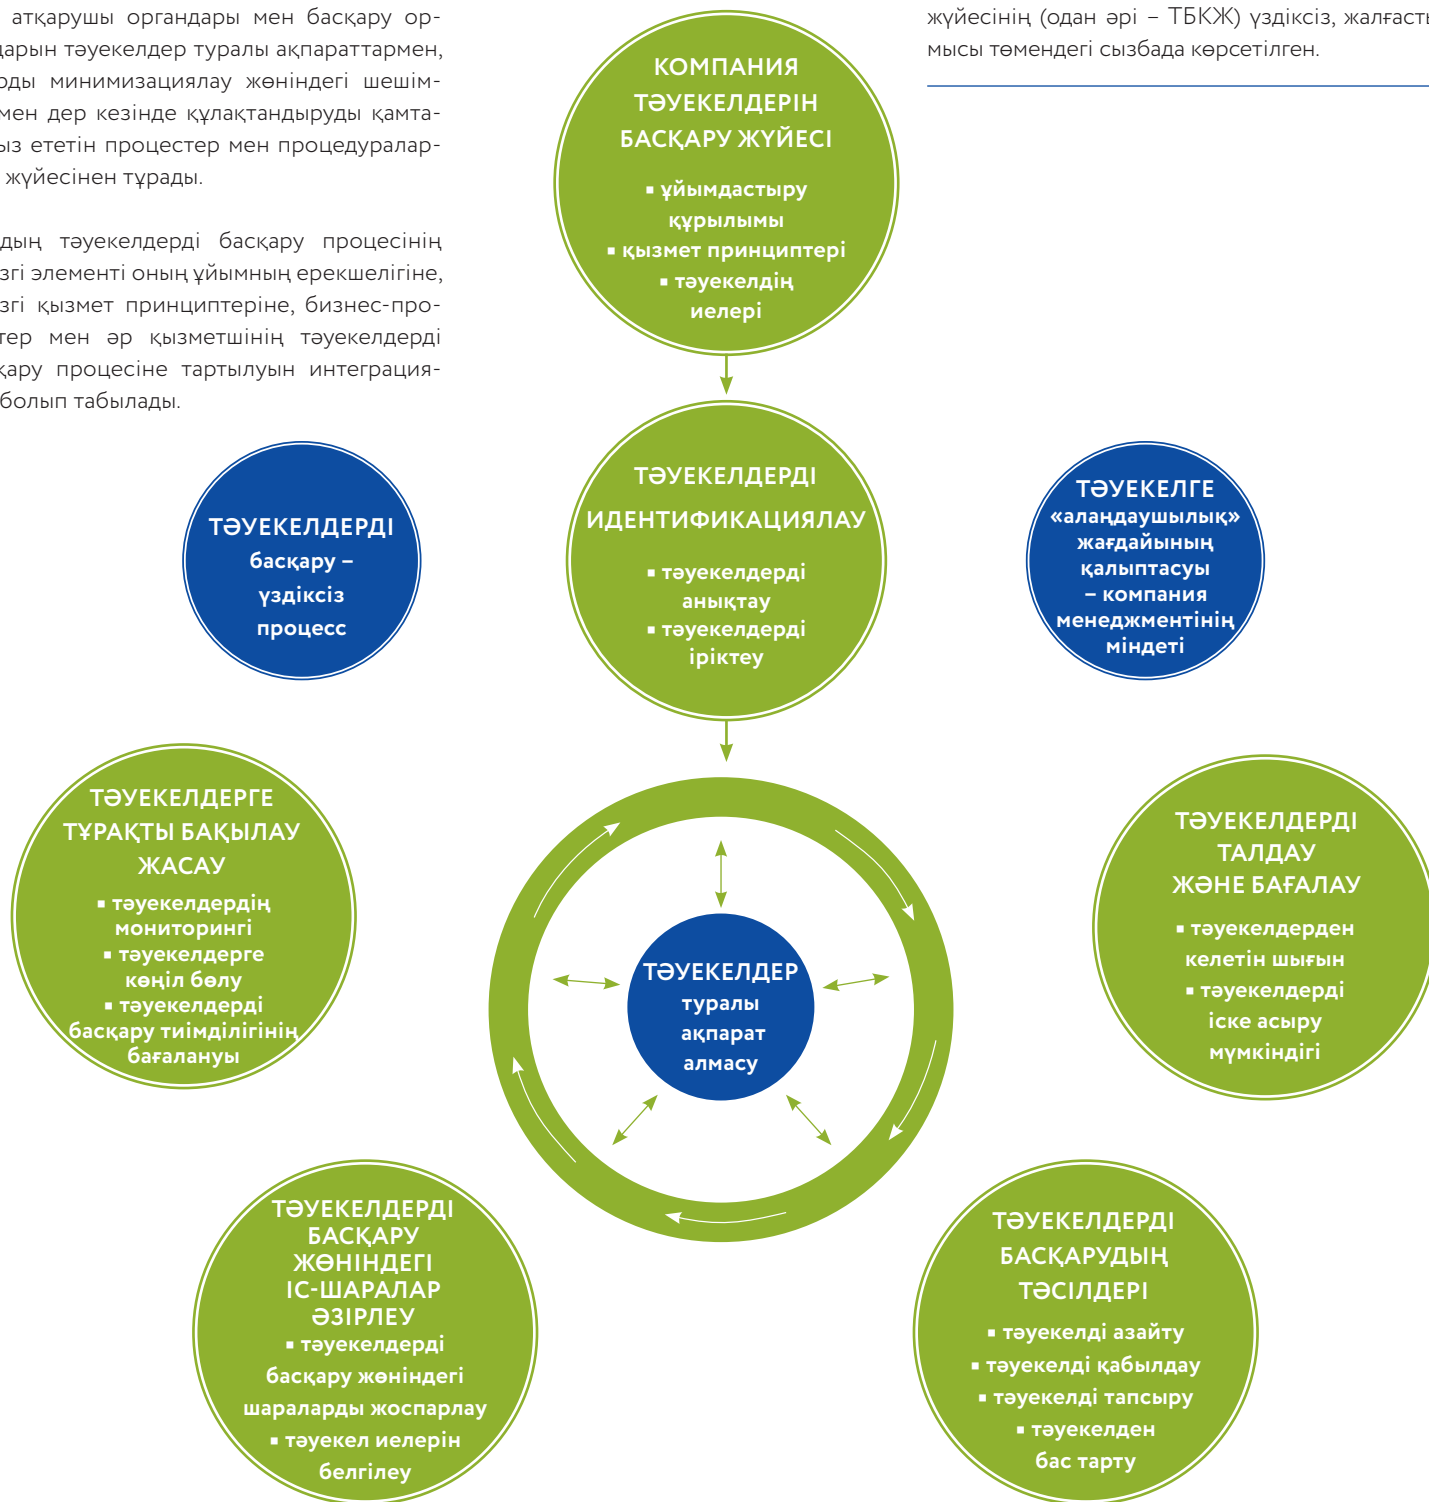 атқарушы органдары мен басқару ор-
дарын тәуекелдер туралы ақпараттармен,
рды минимизациялау жөніндегі шешім-
мен дер кезінде құлақтандыруды қамта-
ыз ететін процестер мен процедуралар-
жүйесінен тұрады.
дың тәуекелдерді басқару процесінің
згі элементі оның ұйымның ерекшелігіне,
згі қызмет принциптеріне, бизнес-про-
тер мен әр қызметшінің тәуекелдерді
қару процесіне тартылуын интеграция-
болып табылады.
жүйесінің (одан әрі – ТБКЖ) үздіксіз, жалғасты
мысы төмендегі сызбада көрсетілген.
КОМПАНИЯ
ТӘУЕКЕЛДЕРІН
БАСҚАРУ ЖҮЙЕСІ
▪ ұйымдастыру
құрылымы
▪ қызмет принциптері
▪ тәуекелдің
иелері
ТӘУЕКЕЛДЕРДІ
басқару –
үздіксіз
процесс
ТӘУЕКЕЛДЕРДІ
ИДЕНТИФИКАЦИЯЛАУ
▪ тәуекелдерді
анықтау
▪ тәуекелдерді
іріктеу
ТӘУЕКЕЛГЕ
«алаңдаушылық»
жағдайының
қалыптасуы
– компания
менеджментінің
міндеті
ТӘУЕКЕЛДЕРГЕ
ТҰРАҚТЫ БАҚЫЛАУ
ЖАСАУ
▪ тәуекелдердің
мониторингі
▪ тәуекелдерге
көңіл бөлу
▪ тәуекелдерді
басқару тиімділігінің
бағалануы
ТӘУЕКЕЛДЕР
туралы
ақпарат
алмасу
ТӘУЕКЕЛДЕРДІ
ТАЛДАУ
ЖӘНЕ БАҒАЛАУ
▪ тәуекелдерден
келетін шығын
▪ тәуекелдерді
іске асыру
мүмкіндігі
ТӘУЕКЕЛДЕРДІ
БАСҚАРУ
ЖӨНІНДЕГІ
ІС-ШАРАЛАР
ӘЗІРЛЕУ
▪ тәуекелдерді
басқару жөніндегі
шараларды жоспарлау
▪ тәуекел иелерін
белгілеу
ТӘУЕКЕЛДЕРДІ
БАСҚАРУДЫҢ
ТӘСІЛДЕРІ
▪ тәуекелді азайту
▪ тәуекелді қабылдау
▪ тәуекелді тапсыру
▪ тәуекелден
бас тарту